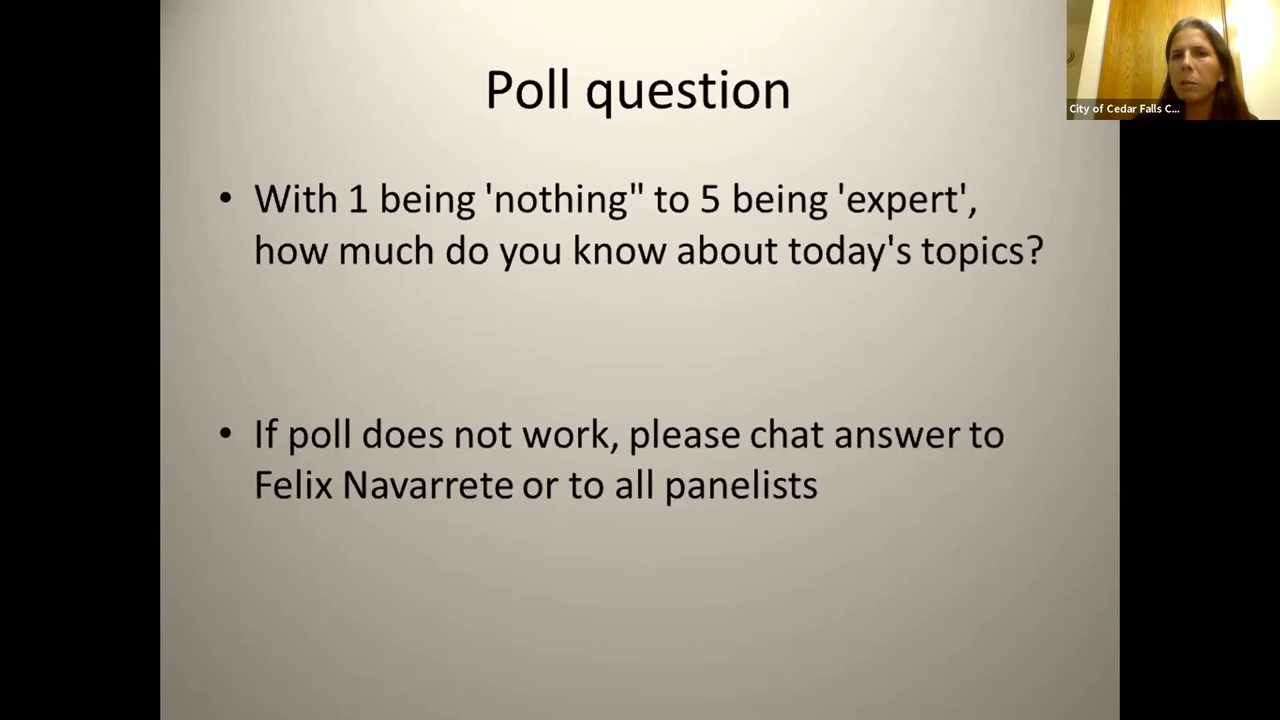 Poll question
• With 1 being 'nothing" to 5 being 'expert',
how much do you know about today's topics?
• If poll does not work, please chat answer to
Felix Navarrete or to all panelists
City of Cedar Falls C...